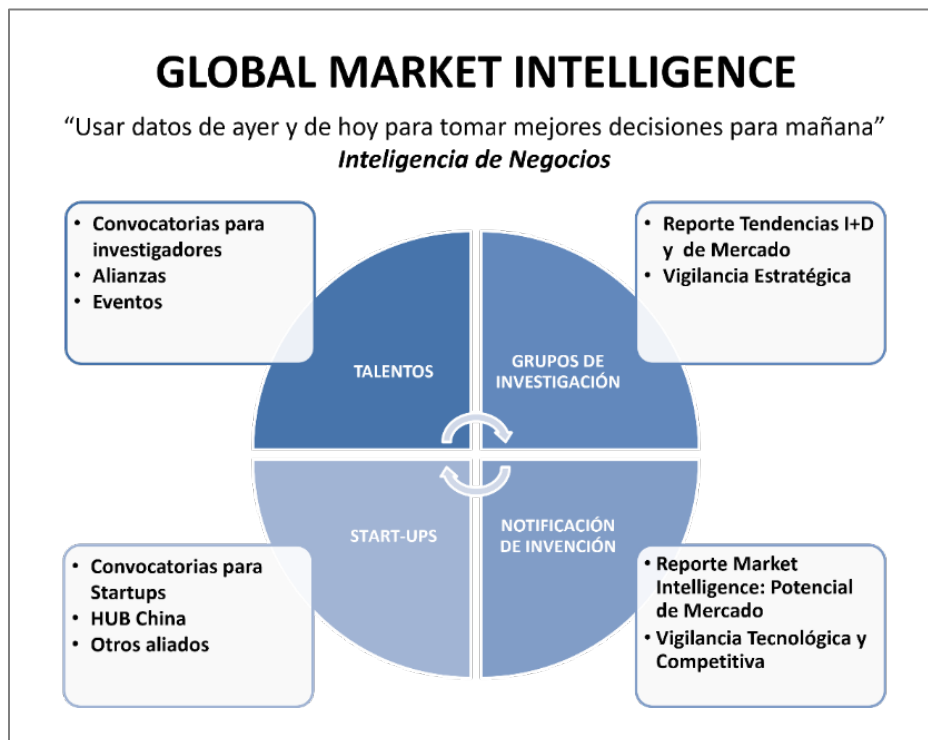 GLOBAL MARKET INTELLIGENCE
“Usar datos de ayer y de hoy para tomar mejores decisiones para mañana”
Inteligencia de Negocios
• Convocatorias para
investigadores
• Alianzas
• Eventos
• Reporte Tendencias I+D
y de Mercado
• Vigilancia Estratégica
TALENTOS
GRUPOS DE
INVESTIGACIÓN
START-UPS
NOTIFICACIÓN
DE INVENCIÓN
• Convocatorias para
Startups
• HUB China
• Otros aliados
• Reporte Market
Intelligence: Potencial
de Mercado
• Vigilancia Tecnológica y
Competitiva